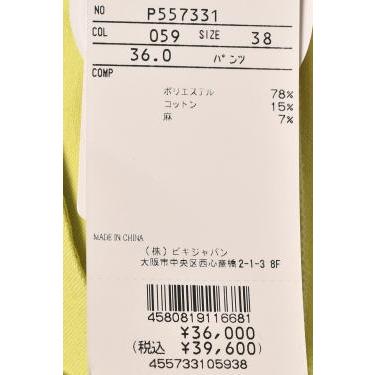 NO P557331
COL 059 SIZE 38
36.0 パンツ
COMP
ポリエステル 78%
コットン 15%
麻 7%
MADE IN CHINA
(株)ビキジャパン
大阪市中央区西心斎橋2-1-3 8F
4580819116681
¥36,000
(税込 ¥39,600)
455733105938